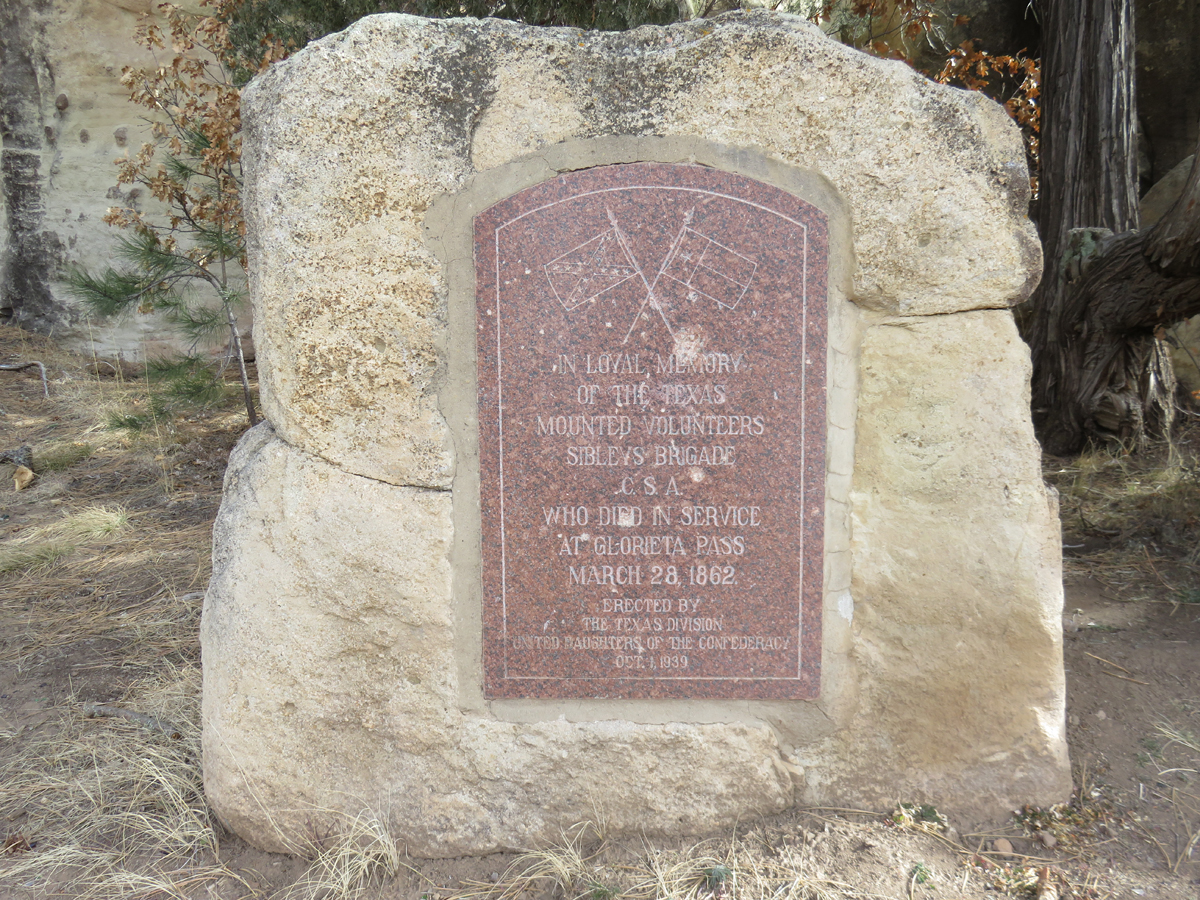 IN LOYAL MEMORY
OF THE TEXAS
MOUNTED VOLUNTEERS
SIBLEYS BRIGADE
C. S. A.
WHO DIED IN SERVICE
AT GLORIETA PASS
MARCH 28, 1862
ERECTED BY
THE TEXAS DIVISION
UNITED DAUGHTERS OF THE CONFEDERACY
OCT. 1, 1939